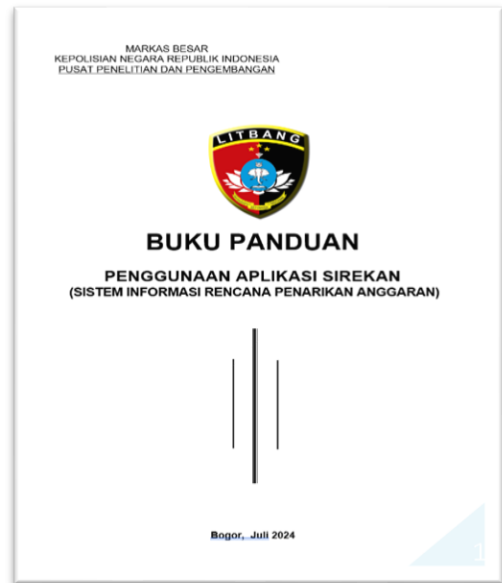 MARKAS BESAR
KEPOLISIAN NEGARA REPUBLIK INDONESIA
PUSAT PENELITIAN DAN PENGEMBANGAN
LITBANG
BUKU PANDUAN
PENGGUNAAN APLIKASI SIREKAN
(SISTEM INFORMASI RENCANA PENARIKAN ANGGARAN)
Bogor, Juli 2024
1